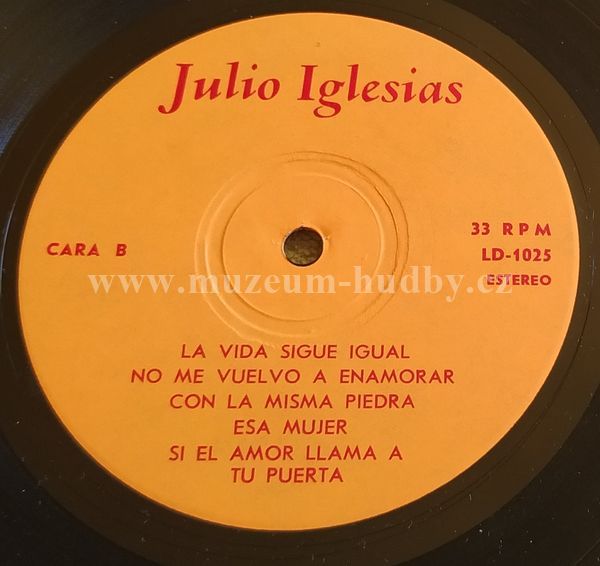 Julio Iglesias
CARA B
33 RPM
LD-1025
ESTEREO
www.muzeum-hudby.cz
LA VIDA SIGUE IGUAL
NO ME VUELVO A ENAMORAR
CON LA MISMA PIEDRA
ESA MUJER
SI EL AMOR LLAMA A
TU PUERTA